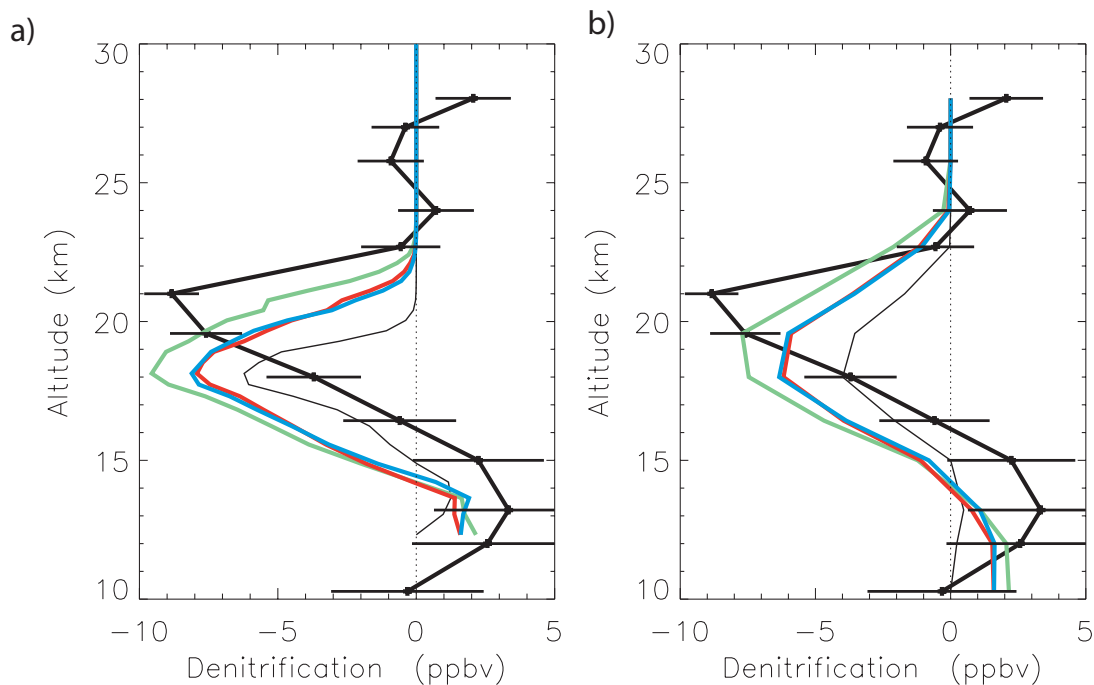 a)
30
25
20
15
10
Altitude (km)
−10 −5 0 5
Denitrification (ppbv)
b)
30
25
20
15
10
Altitude (km)
−10 −5 0 5
Denitrification (ppbv)